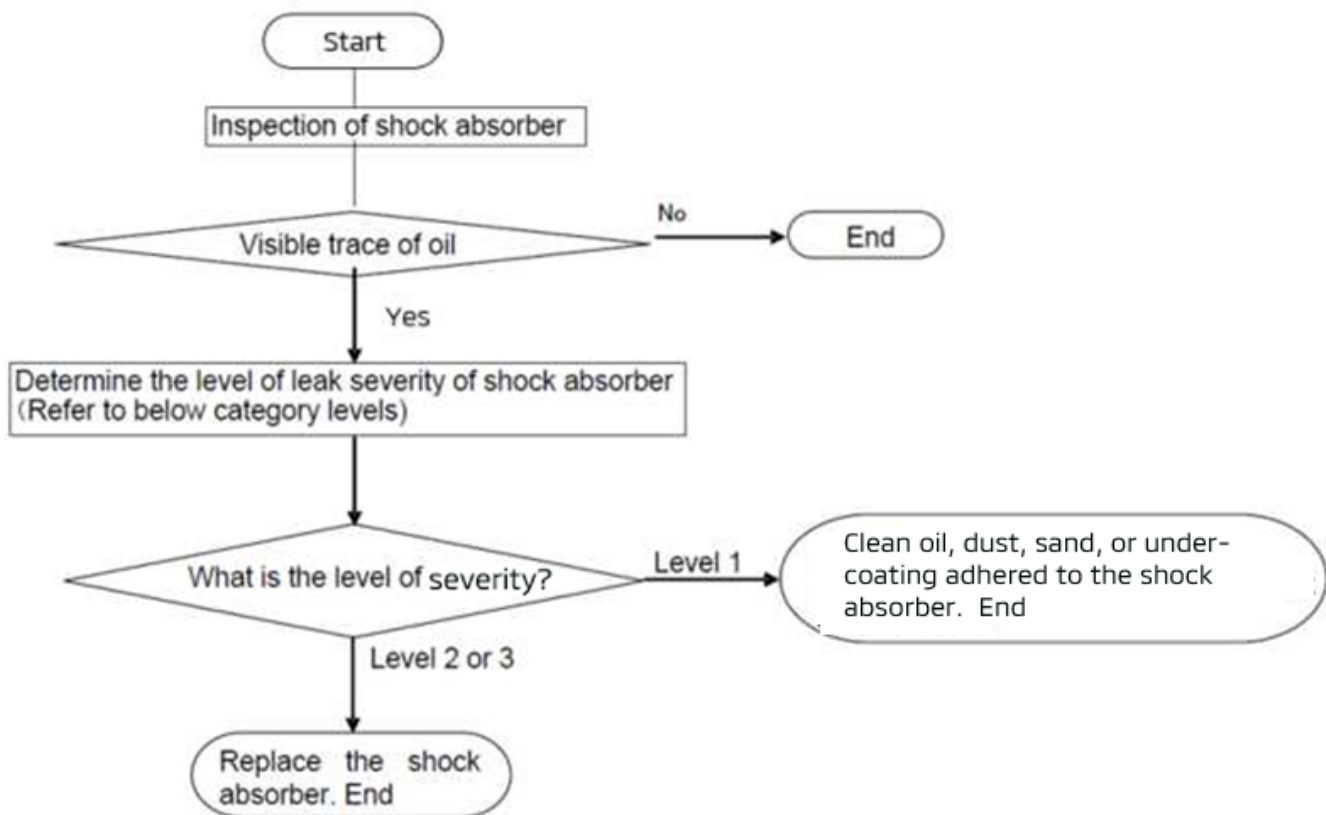 Start
Inspection of shock absorber
Visible trace of oil
No
End
Yes
Determine the level of leak severity of shock absorber
(Refer to below category levels)
What is the level of severity?
Level 1
Clean oil, dust, sand, or under-
coating adhered to the shock
absorber. End
Level 2 or 3
Replace the shock
absorber. End